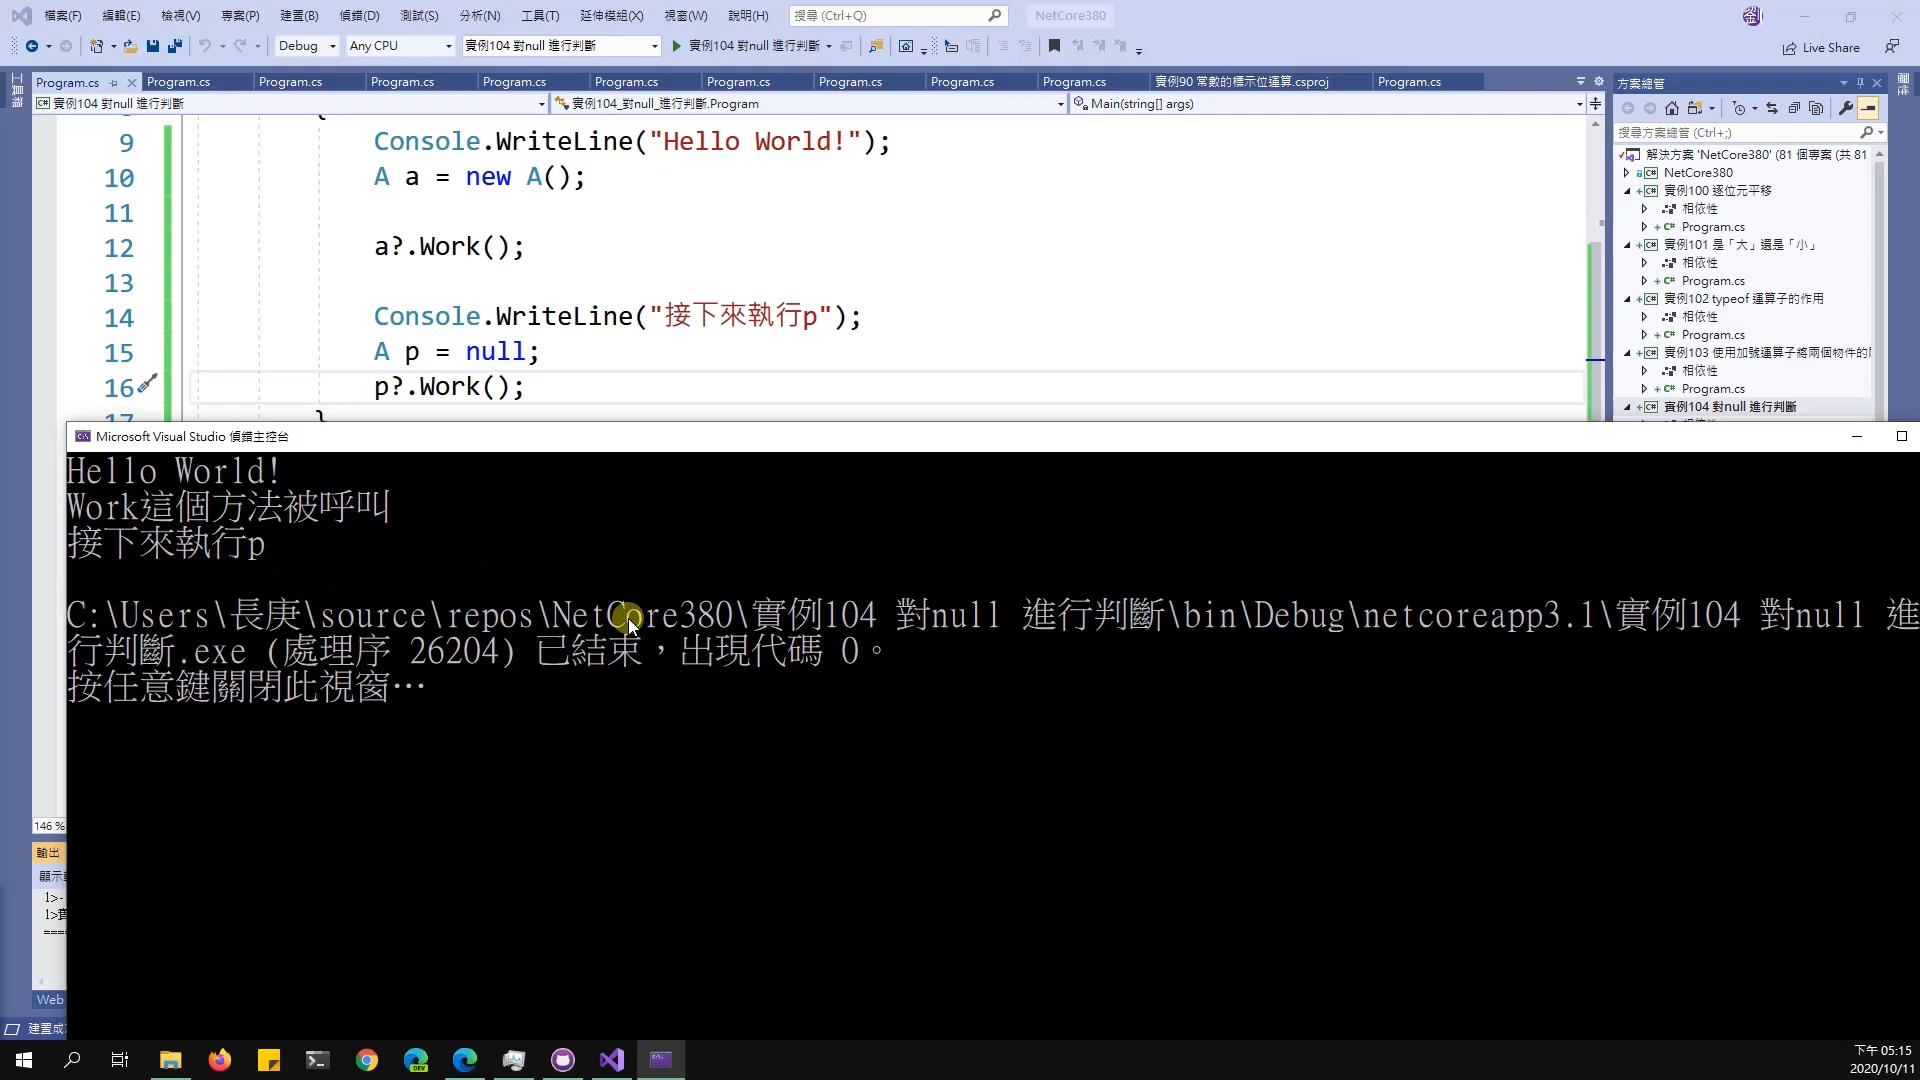 檔案(F) 編輯(E) 檢視(V) 專案(P) 建置(B) 偵錯(D) 測試(S) 分析(N) 工具(T) 延伸模組(X) 視窗(W) 說明(H) 搜尋 (Ctrl+Q) NetCore380
Debug Any CPU 實例104 對null 進行判斷 實例104 對null 進行判斷 Live Share
Program.cs Program.cs Program.cs Program.cs Program.cs Program.cs Program.cs Program.cs Program.cs Program.cs 實例90 常數的標示位運算.csproj Program.cs
工具箱
實例104 對null 進行判斷 實例104_對null_進行判斷.Program Main(string[] args)
9 Console.WriteLine("Hello World!");
10 A a = new A();
11
12 a?.Work();
13
14 Console.WriteLine("接下來執行p");
15 A p = null;
16 p?.Work();
17 }
方案總管
搜尋方案總管 (Ctrl+;)
解決方案 'NetCore380' (81 個專案 (共 81
NetCore380
實例100 逐位元平移
相依性
Program.cs
實例101 是「大」還是「小」
相依性
Program.cs
實例102 typeof 運算子的作用
相依性
Program.cs
實例103 使用加號運算子將兩個物件的
相依性
Program.cs
實例104 對null 進行判斷
屬性
Microsoft Visual Studio 偵錯主控台
Hello World!
Work這個方法被呼叫
接下來執行p
C:\Users\長庚\source\repos\NetCore380\實例104 對null 進行判斷\bin\Debug\netcoreapp3.1\實例104 對null 進
行判斷.exe (處理序 26204) 已結束，出現代碼 0。
按任意鍵關閉此視窗…
146 %
輸出
顯示
1>-
1>實
====
Web
建置成
DEV
下午 05:15
2020/10/11